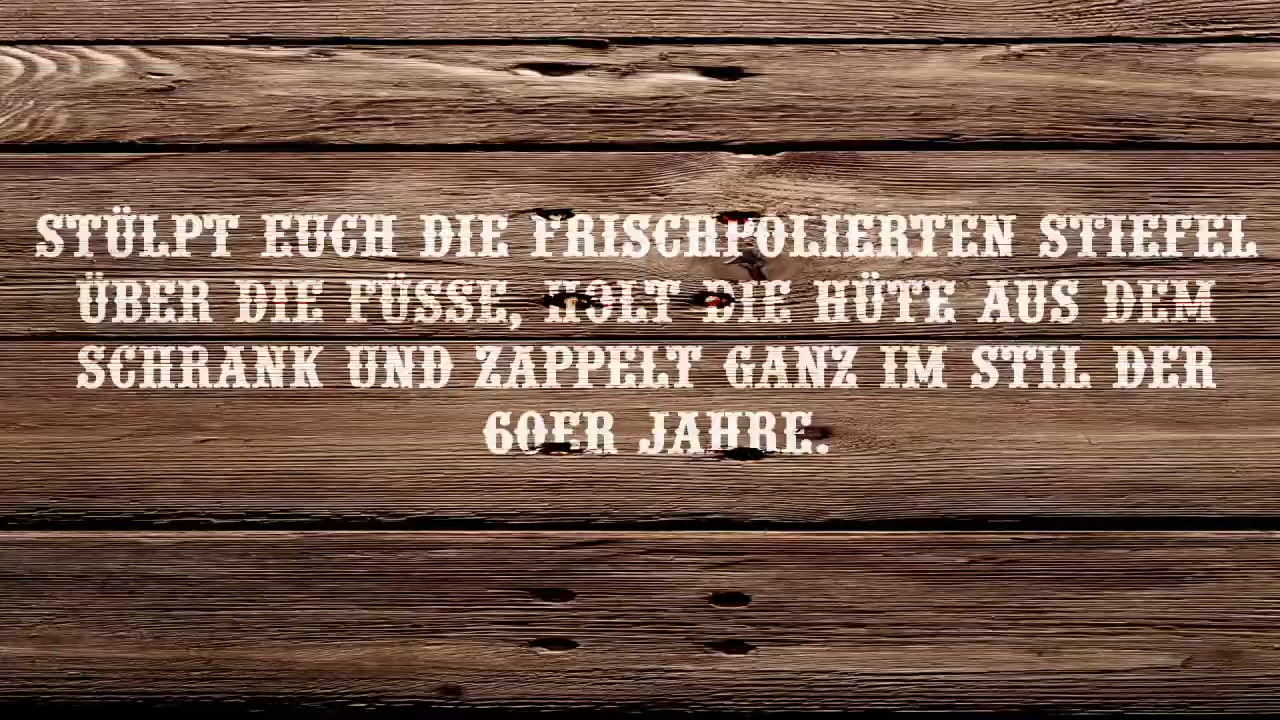 STÜLPT EUCH DIE FRISCHPOLIERTEN STIEFEL
ÜBER DIE FÜSSE, HOLT DIE HÜTE AUS DEM
SCHRANK UND ZAPPELT GANZ IM STIL DER
60ER JAHRE.